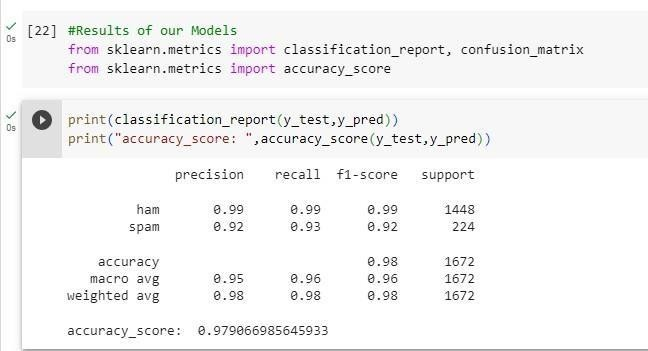 [22] #Results of our Models
0s
from sklearn.metrics import classification_report, confusion_matrix
from sklearn.metrics import accuracy_score
0s
print(classification_report(y_test,y_pred))
print("accuracy_score: ",accuracy_score(y_test,y_pred))
precision recall f1-score support
ham 0.99 0.99 0.99 1448
spam 0.92 0.93 0.92 224
accuracy 0.98 1672
macro avg 0.95 0.96 0.96 1672
weighted avg 0.98 0.98 0.98 1672
accuracy_score: 0.979066985645933